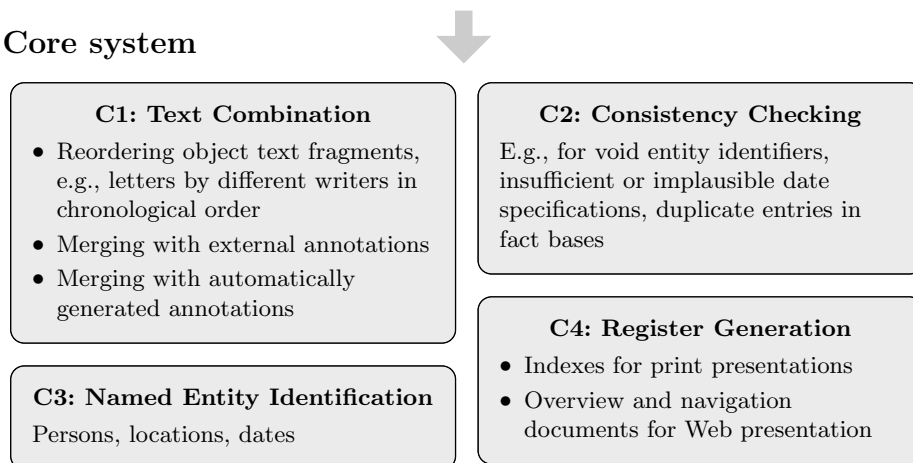 Core system
C1: Text Combination
• Reordering object text fragments,
e.g., letters by different writers in
chronological order
• Merging with external annotations
• Merging with automatically
generated annotations
C2: Consistency Checking
E.g., for void entity identifiers,
insufficient or implausible date
specifications, duplicate entries in
fact bases
C3: Named Entity Identification
Persons, locations, dates
C4: Register Generation
• Indexes for print presentations
• Overview and navigation
documents for Web presentation